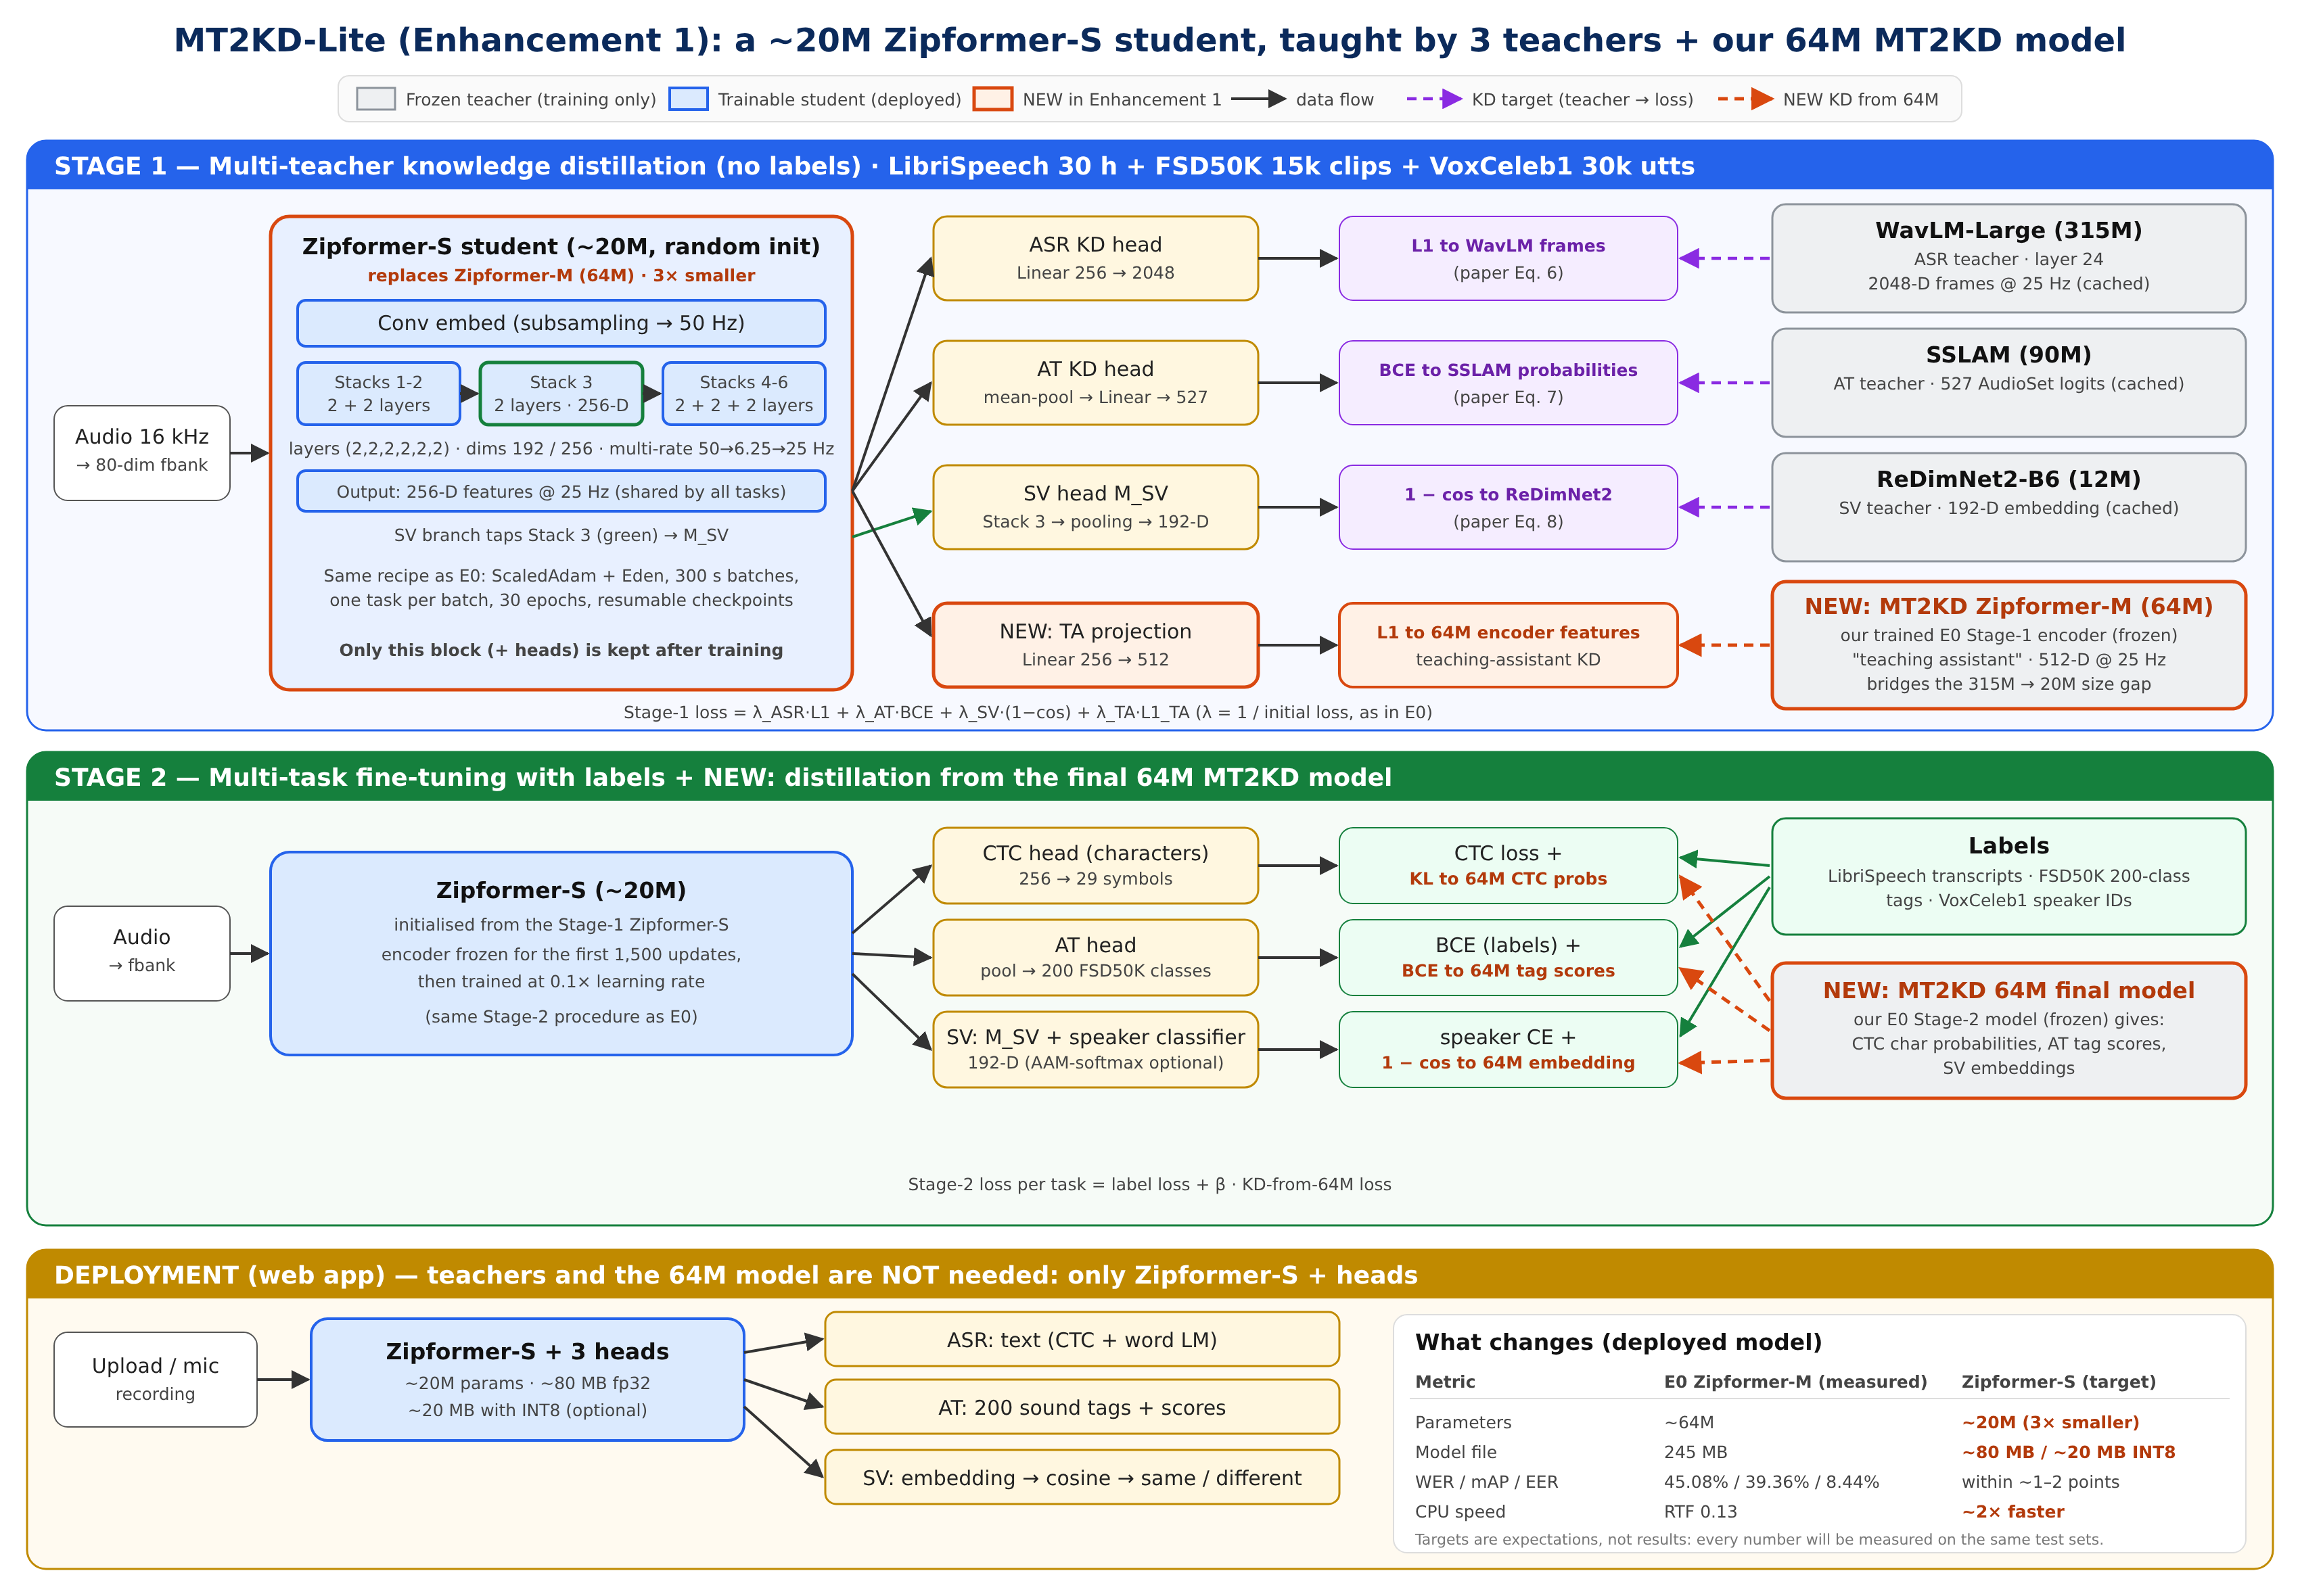 MT2KD-Lite (Enhancement 1): a ~20M Zipformer-S student, taught by 3 teachers + our 64M MT2KD model
Frozen teacher (training only)
Trainable student (deployed)
NEW in Enhancement 1
data flow
KD target (teacher → loss)
NEW KD from 64M
STAGE 1 — Multi-teacher knowledge distillation (no labels) · LibriSpeech 30 h + FSD50K 15k clips + VoxCeleb1 30k utts
Audio 16 kHz
→ 80-dim fbank
Zipformer-S student (~20M, random init)
replaces Zipformer-M (64M) · 3× smaller
Conv embed (subsampling → 50 Hz)
Stacks 1-2
2 + 2 layers
Stack 3
2 layers · 256-D
Stacks 4-6
2 + 2 + 2 layers
layers (2,2,2,2,2,2) · dims 192 / 256 · multi-rate 50→6.25→25 Hz
Output: 256-D features @ 25 Hz (shared by all tasks)
SV branch taps Stack 3 (green) → M_SV
Same recipe as E0: ScaledAdam + Eden, 300 s batches,
one task per batch, 30 epochs, resumable checkpoints
Only this block (+ heads) is kept after training
ASR KD head
Linear 256 → 2048
L1 to WavLM frames
(paper Eq. 6)
WavLM-Large (315M)
ASR teacher · layer 24
2048-D frames @ 25 Hz (cached)
AT KD head
mean-pool → Linear → 527
BCE to SSLAM probabilities
(paper Eq. 7)
SSLAM (90M)
AT teacher · 527 AudioSet logits (cached)
SV head M_SV
Stack 3 → pooling → 192-D
1 − cos to ReDimNet2
(paper Eq. 8)
ReDimNet2-B6 (12M)
SV teacher · 192-D embedding (cached)
NEW: TA projection
Linear 256 → 512
L1 to 64M encoder features
teaching-assistant KD
NEW: MT2KD Zipformer-M (64M)
our trained E0 Stage-1 encoder (frozen)
"teaching assistant" · 512-D @ 25 Hz
bridges the 315M → 20M size gap
Stage-1 loss = λ_ASR·L1 + λ_AT·BCE + λ_SV·(1−cos) + λ_TA·L1_TA (λ = 1 / initial loss, as in E0)
STAGE 2 — Multi-task fine-tuning with labels + NEW: distillation from the final 64M MT2KD model
Audio
→ fbank
Zipformer-S (~20M)
initialised from the Stage-1 Zipformer-S
encoder frozen for the first 1,500 updates,
then trained at 0.1× learning rate
(same Stage-2 procedure as E0)
CTC head (characters)
256 → 29 symbols
CTC loss +
KL to 64M CTC probs
AT head
pool → 200 FSD50K classes
BCE (labels) +
BCE to 64M tag scores
SV: M_SV + speaker classifier
192-D (AAM-softmax optional)
speaker CE +
1 − cos to 64M embedding
Labels
LibriSpeech transcripts · FSD50K 200-class
tags · VoxCeleb1 speaker IDs
NEW: MT2KD 64M final model
our E0 Stage-2 model (frozen) gives:
CTC char probabilities, AT tag scores,
SV embeddings
Stage-2 loss per task = label loss + β · KD-from-64M loss
DEPLOYMENT (web app) — teachers and the 64M model are NOT needed: only Zipformer-S + heads
Upload / mic
recording
Zipformer-S + 3 heads
~20M params · ~80 MB fp32
~20 MB with INT8 (optional)
ASR: text (CTC + word LM)
AT: 200 sound tags + scores
SV: embedding → cosine → same / different
What changes (deployed model)
Metric E0 Zipformer-M (measured) Zipformer-S (target)
Parameters ~64M ~20M (3× smaller)
Model file 245 MB ~80 MB / ~20 MB INT8
WER / mAP / EER 45.08% / 39.36% / 8.44% within ~1–2 points
CPU speed RTF 0.13 ~2× faster
Targets are expectations, not results: every number will be measured on the same test sets.